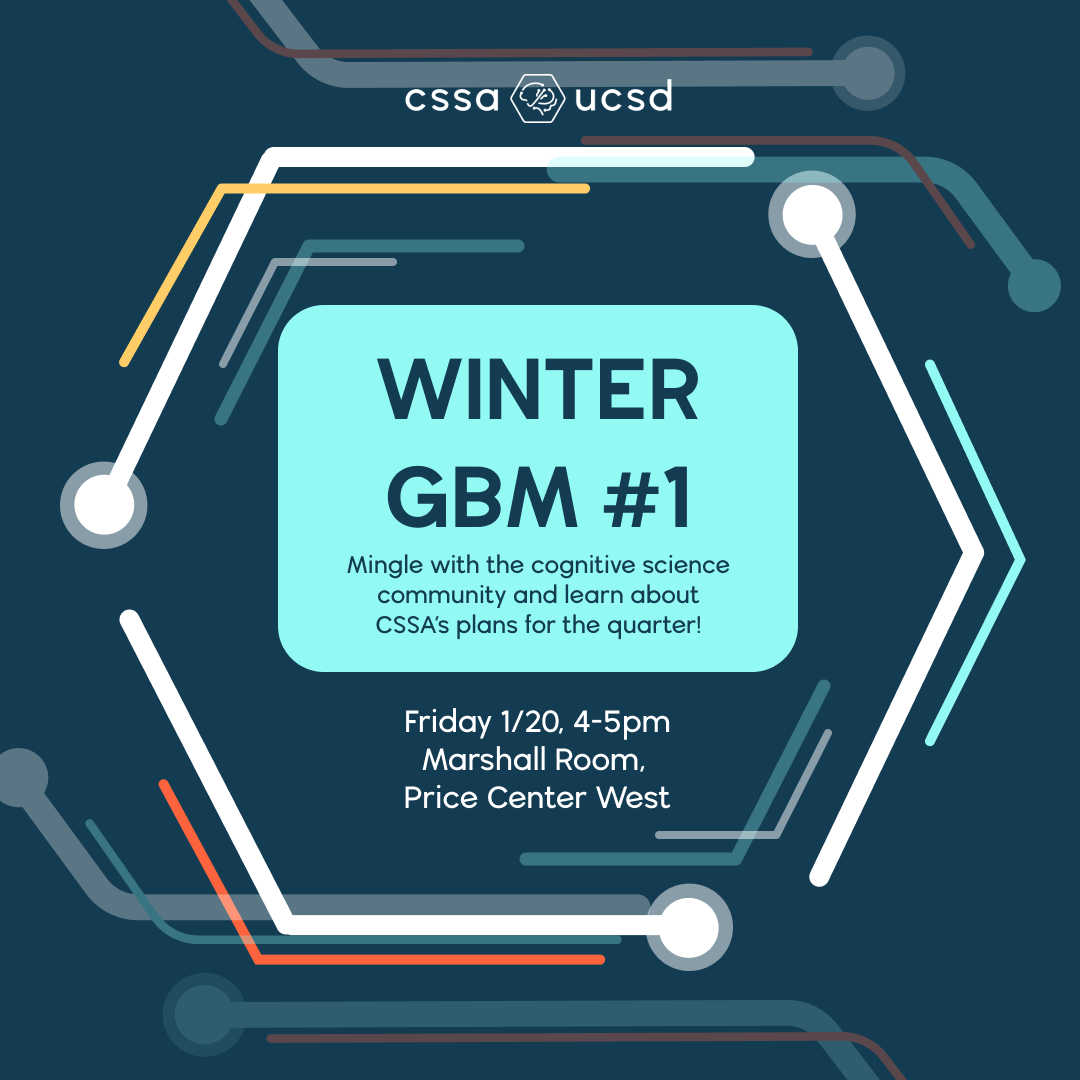 cssa ucsd
WINTER
GBM #1
Mingle with the cognitive science
community and learn about
CSSA's plans for the quarter!
Friday 1/20, 4-5pm
Marshall Room,
Price Center West